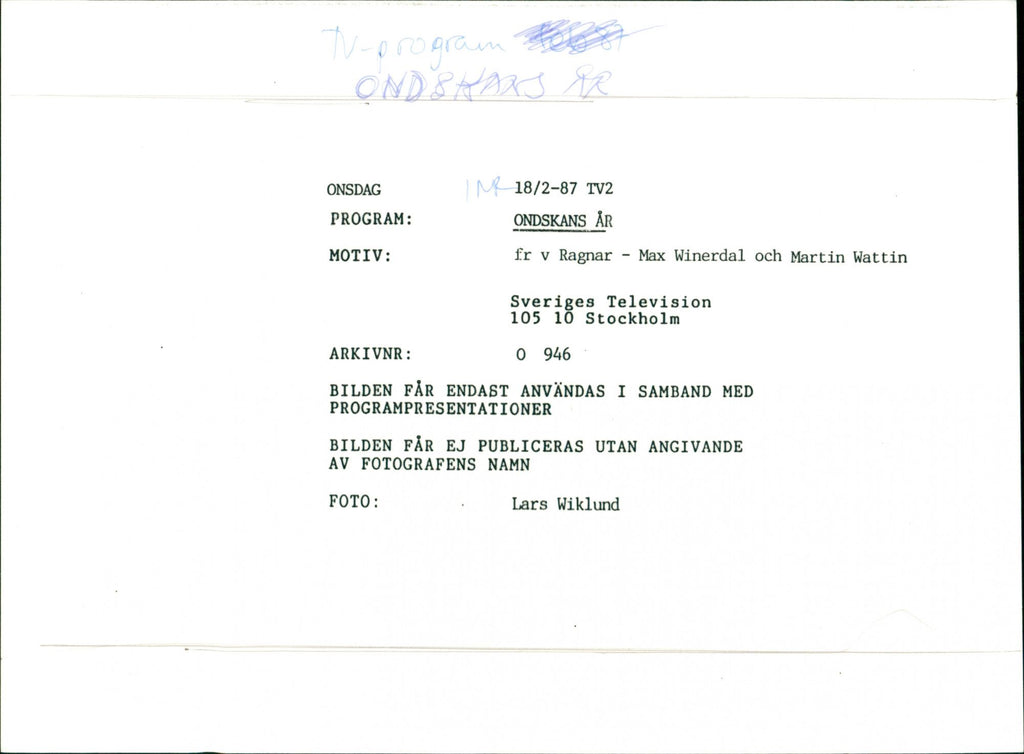 TV-program
ONDSKANS ÅR
ONSDAG 18/2-87 TV2
PROGRAM: ONDSKANS ÅR
MOTIV: fr v Ragnar - Max Winerdal och Martin Wattin
Sveriges Television
105 10 Stockholm
ARKIVNR: O 946
BILDEN FÅR ENDAST ANVÄNDAS I SAMBAND MED
PROGRAMPRESENTATIONER
BILDEN FÅR EJ PUBLICERAS UTAN ANGIVANDE
AV FOTOGRAFENS NAMN
FOTO: Lars Wiklund